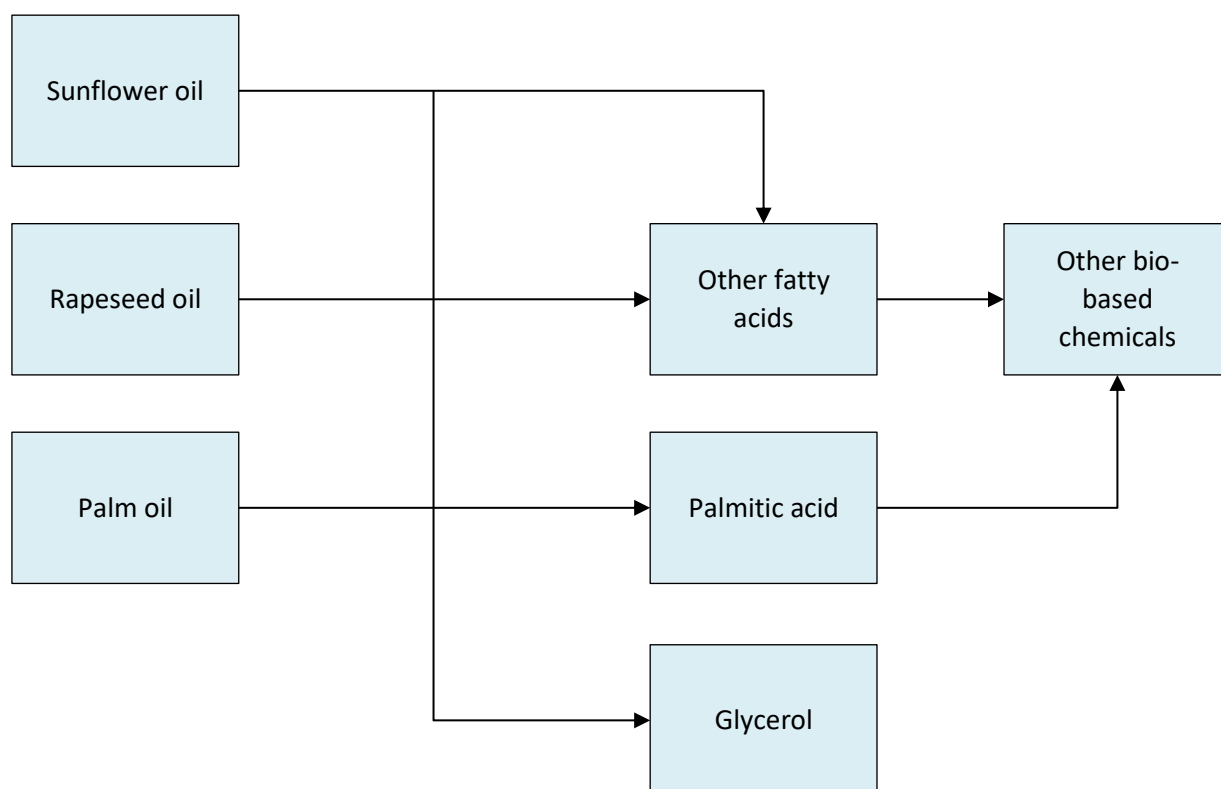 Sunflower oil
Rapeseed oil
Other fatty
acids
Other bio-
based
chemicals
Palm oil
Palmitic acid
Glycerol